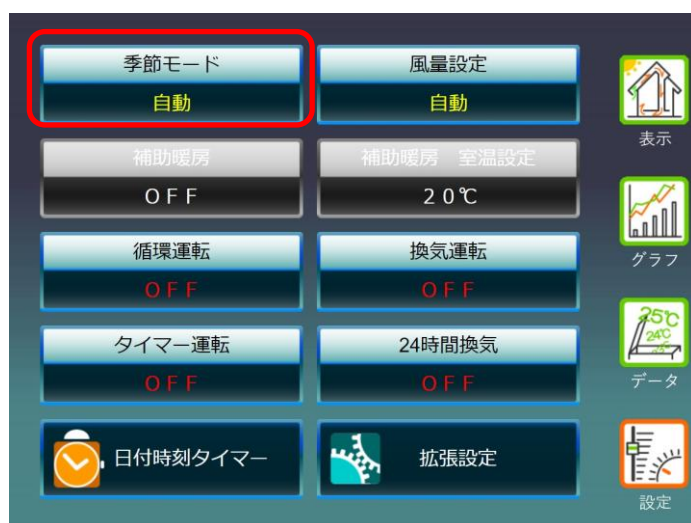 季節モード
自動
風量設定
自動
補助暖房
OFF
補助暖房 室温設定
20℃
循環運転
OFF
換気運転
OFF
タイマー運転
OFF
24時間換気
OFF
日付時刻タイマー
拡張設定
表示
グラフ
25℃
24℃
データ
設定